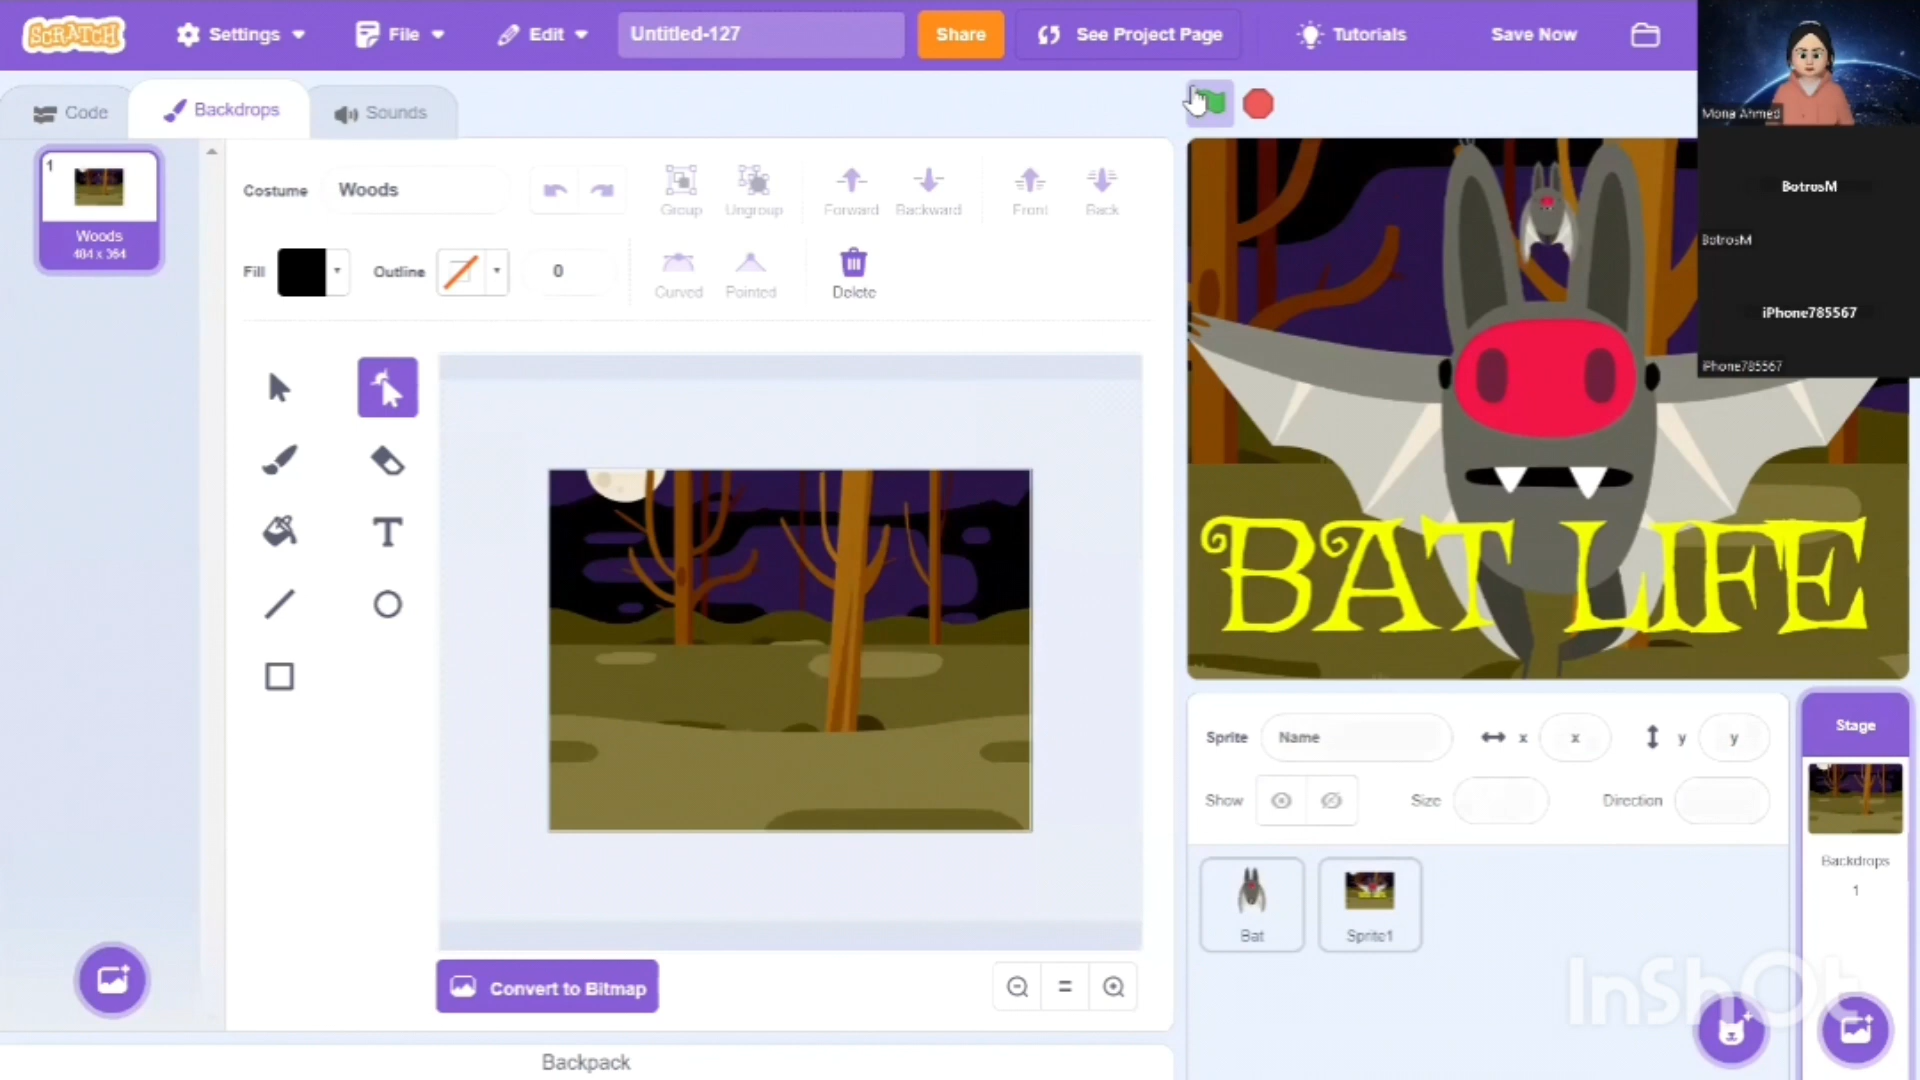 SCRATCH
Settings
File
Edit
Untitled-127
Share
See Project Page
Tutorials
Save Now
Mona Ahmed
BotrosM
BotrosM
iPhone785567
iPhone785567
Code
Backdrops
Sounds
1
Woods
484 x 364
Costume
Woods
Group
Ungroup
Forward
Backward
Front
Back
Fill
Outline
0
Curved
Pointed
Delete
T
BAT LIFE
Convert to Bitmap
=
Backpack
Sprite
Name
x
x
y
y
Show
Size
Direction
Bat
Sprite1
Stage
Backdrops
1
InShOt